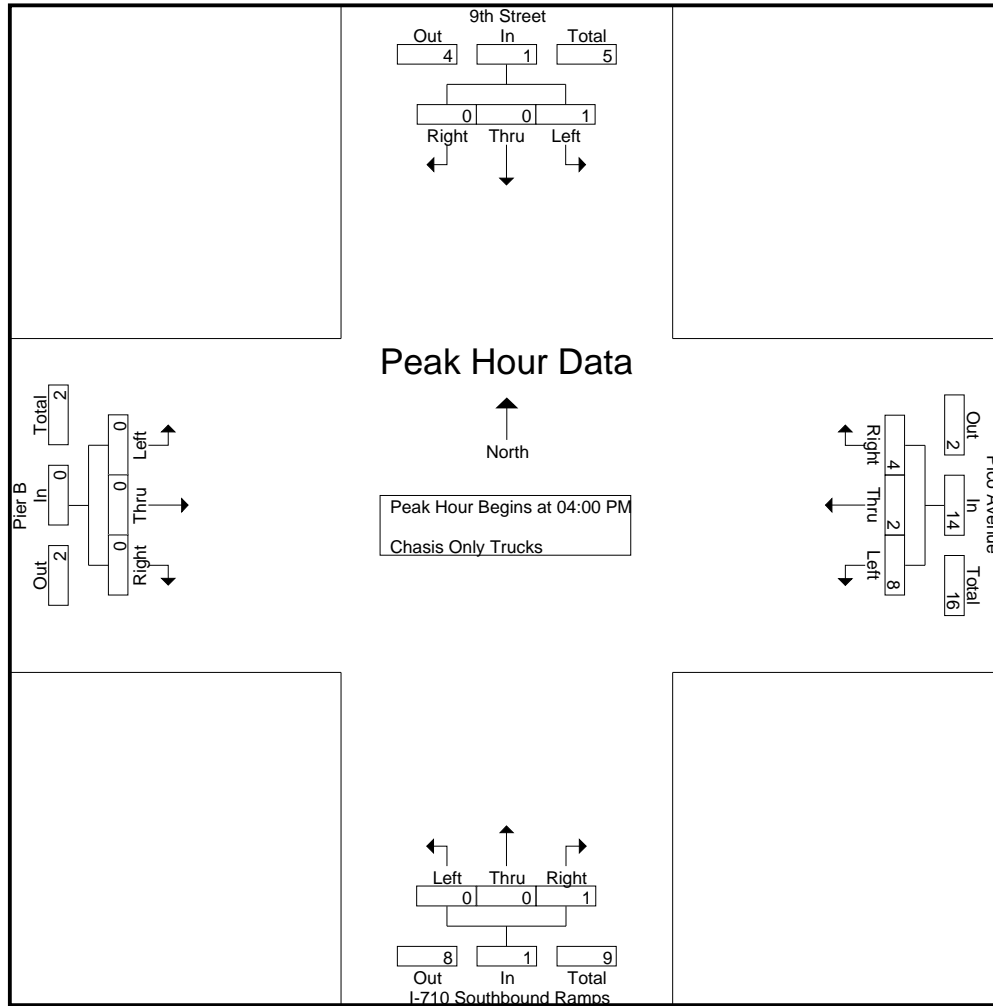 9th Street
Out In Total
4 1 5
0 0 1
Right Thru Left
Peak Hour Data
North
Peak Hour Begins at 04:00 PM
Chasis Only Trucks
Pier B
Out In Total
2 0 2
0 0 0
Left Thru Right
Out In Total
2 14 16
4 2 8
Right Thru Left
Left Thru Right
0 0 1
8 1 9
Out In Total
I-710 Southbound Ramps